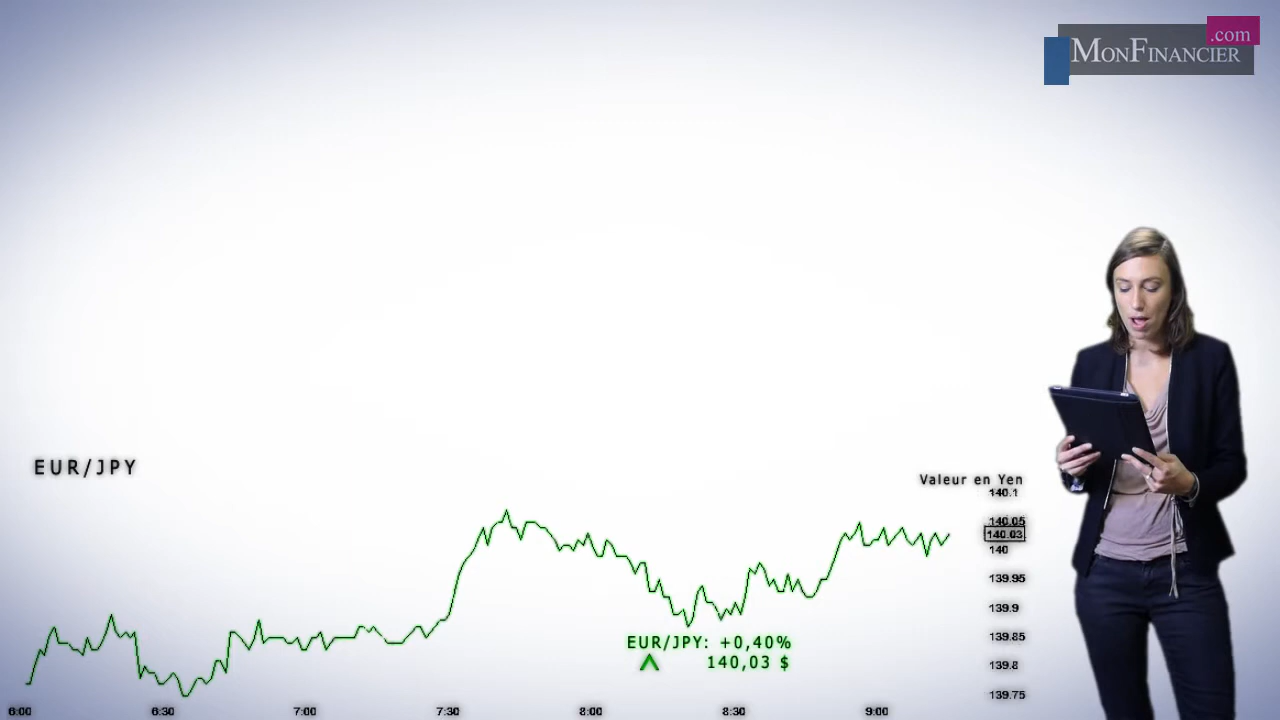 .com
MonFinancier
EUR/JPY
Valeur en Yen
140.1
140.05
140.03
140
139.95
139.9
139.85
139.8
139.75
EUR/JPY: +0,40%
140,03 $
6:00 6:30 7:00 7:30 8:00 8:30 9:00